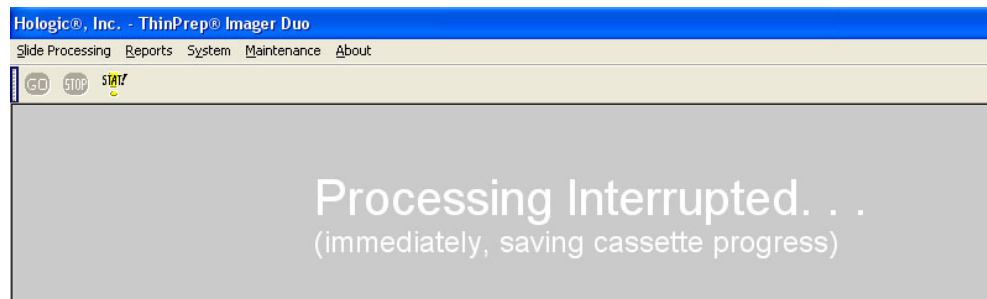 Hologic®, Inc. - ThinPrep® Imager Duo
Slide Processing Reports System Maintenance About
GO STOP STAT!
Processing Interrupted. . .
(immediately, saving cassette progress)